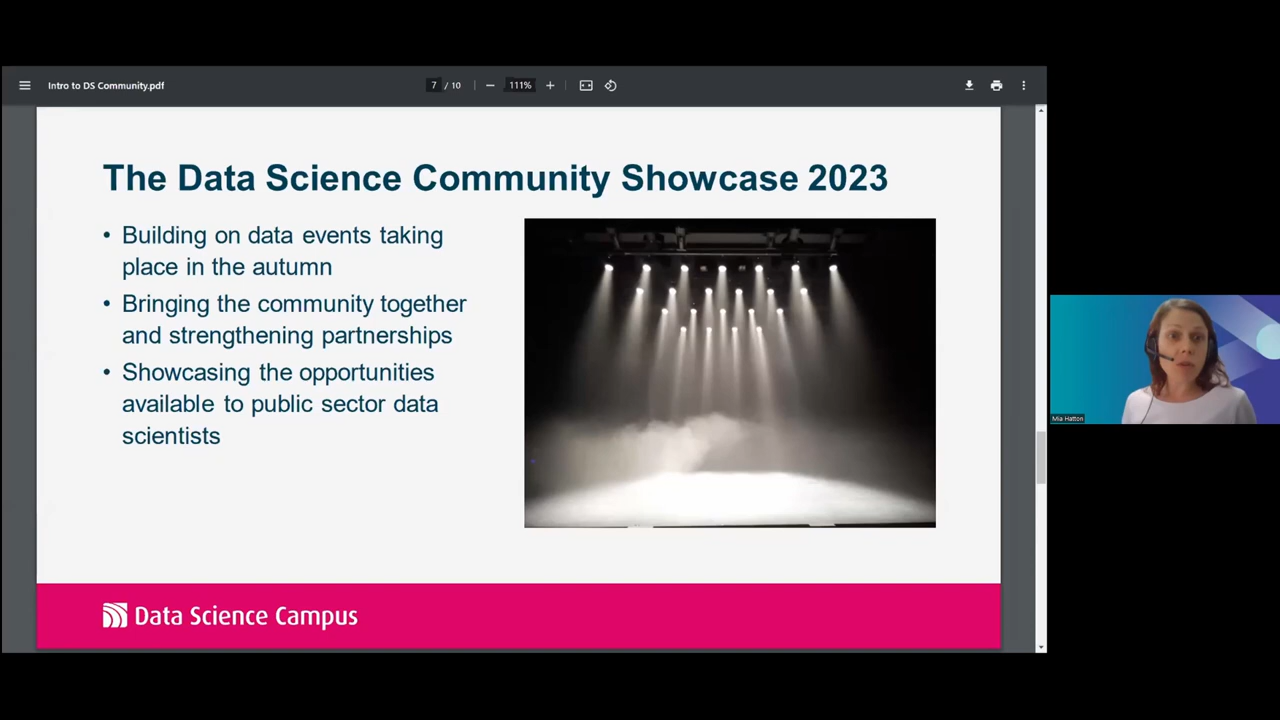 Intro to DS Community.pdf
7 / 10
111%
The Data Science Community Showcase 2023
• Building on data events taking
place in the autumn
• Bringing the community together
and strengthening partnerships
• Showcasing the opportunities
available to public sector data
scientists
Mia Hatton
Data Science Campus